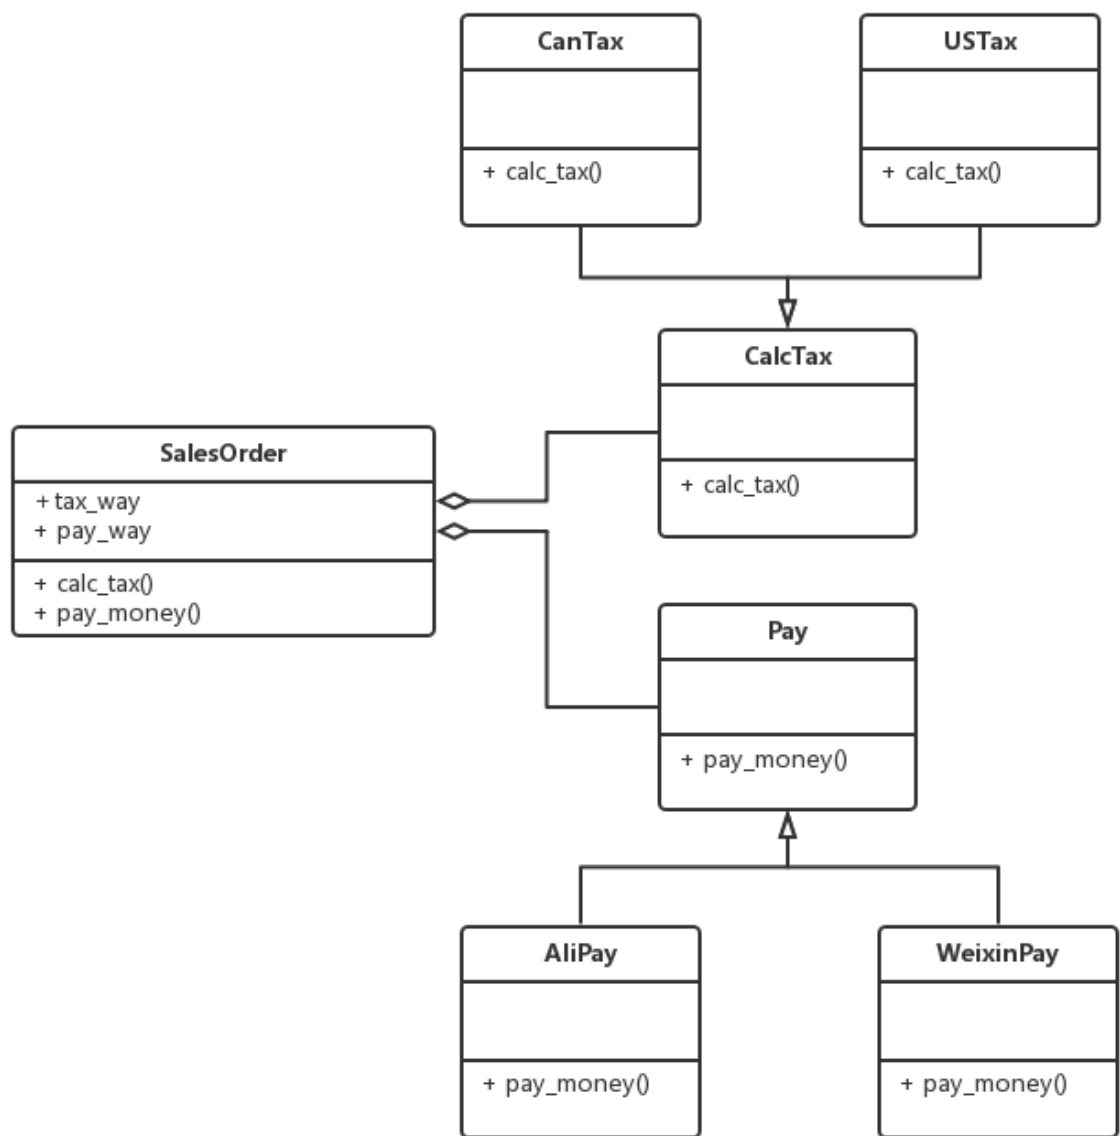 CanTax
+ calc_tax()
USTax
+ calc_tax()
CalcTax
+ calc_tax()
SalesOrder
+ tax_way
+ pay_way
+ calc_tax()
+ pay_money()
Pay
+ pay_money()
AliPay
+ pay_money()
WeixinPay
+ pay_money()